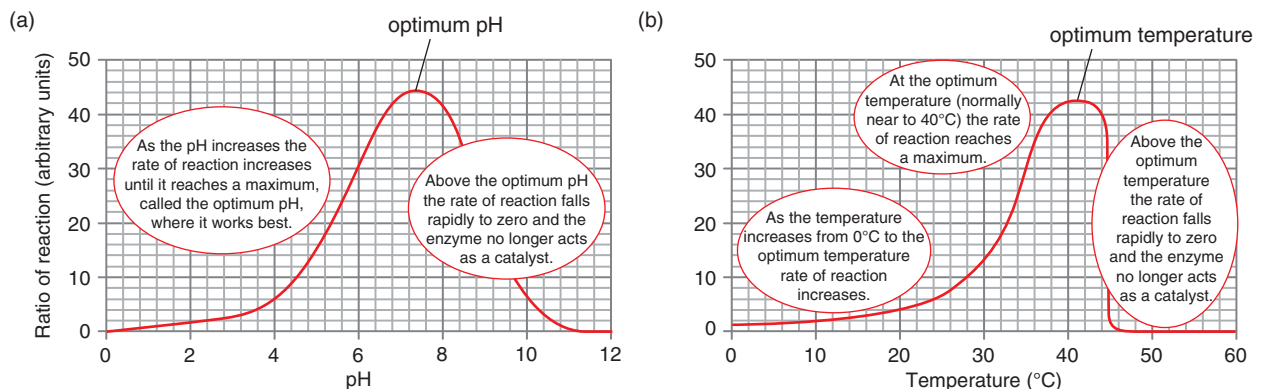 (a)
optimum pH
Ratio of reaction (arbitrary units)
50
40
30
20
10
0
As the pH increases the
rate of reaction increases
until it reaches a maximum,
called the optimum pH,
where it works best.
Above the optimum pH
the rate of reaction falls
rapidly to zero and the
enzyme no longer acts
as a catalyst.
0 2 4 6 8 10 12
pH
(b)
optimum temperature
50
40
30
20
10
0
At the optimum
temperature (normally
near to 40°C) the rate
of reaction reaches
a maximum.
As the temperature
increases from 0°C to the
optimum temperature
rate of reaction
increases.
Above the
optimum
temperature
the rate of
reaction falls
rapidly to zero
and the enzyme
no longer acts
as a catalyst.
0 10 20 30 40 50 60
Temperature (°C)